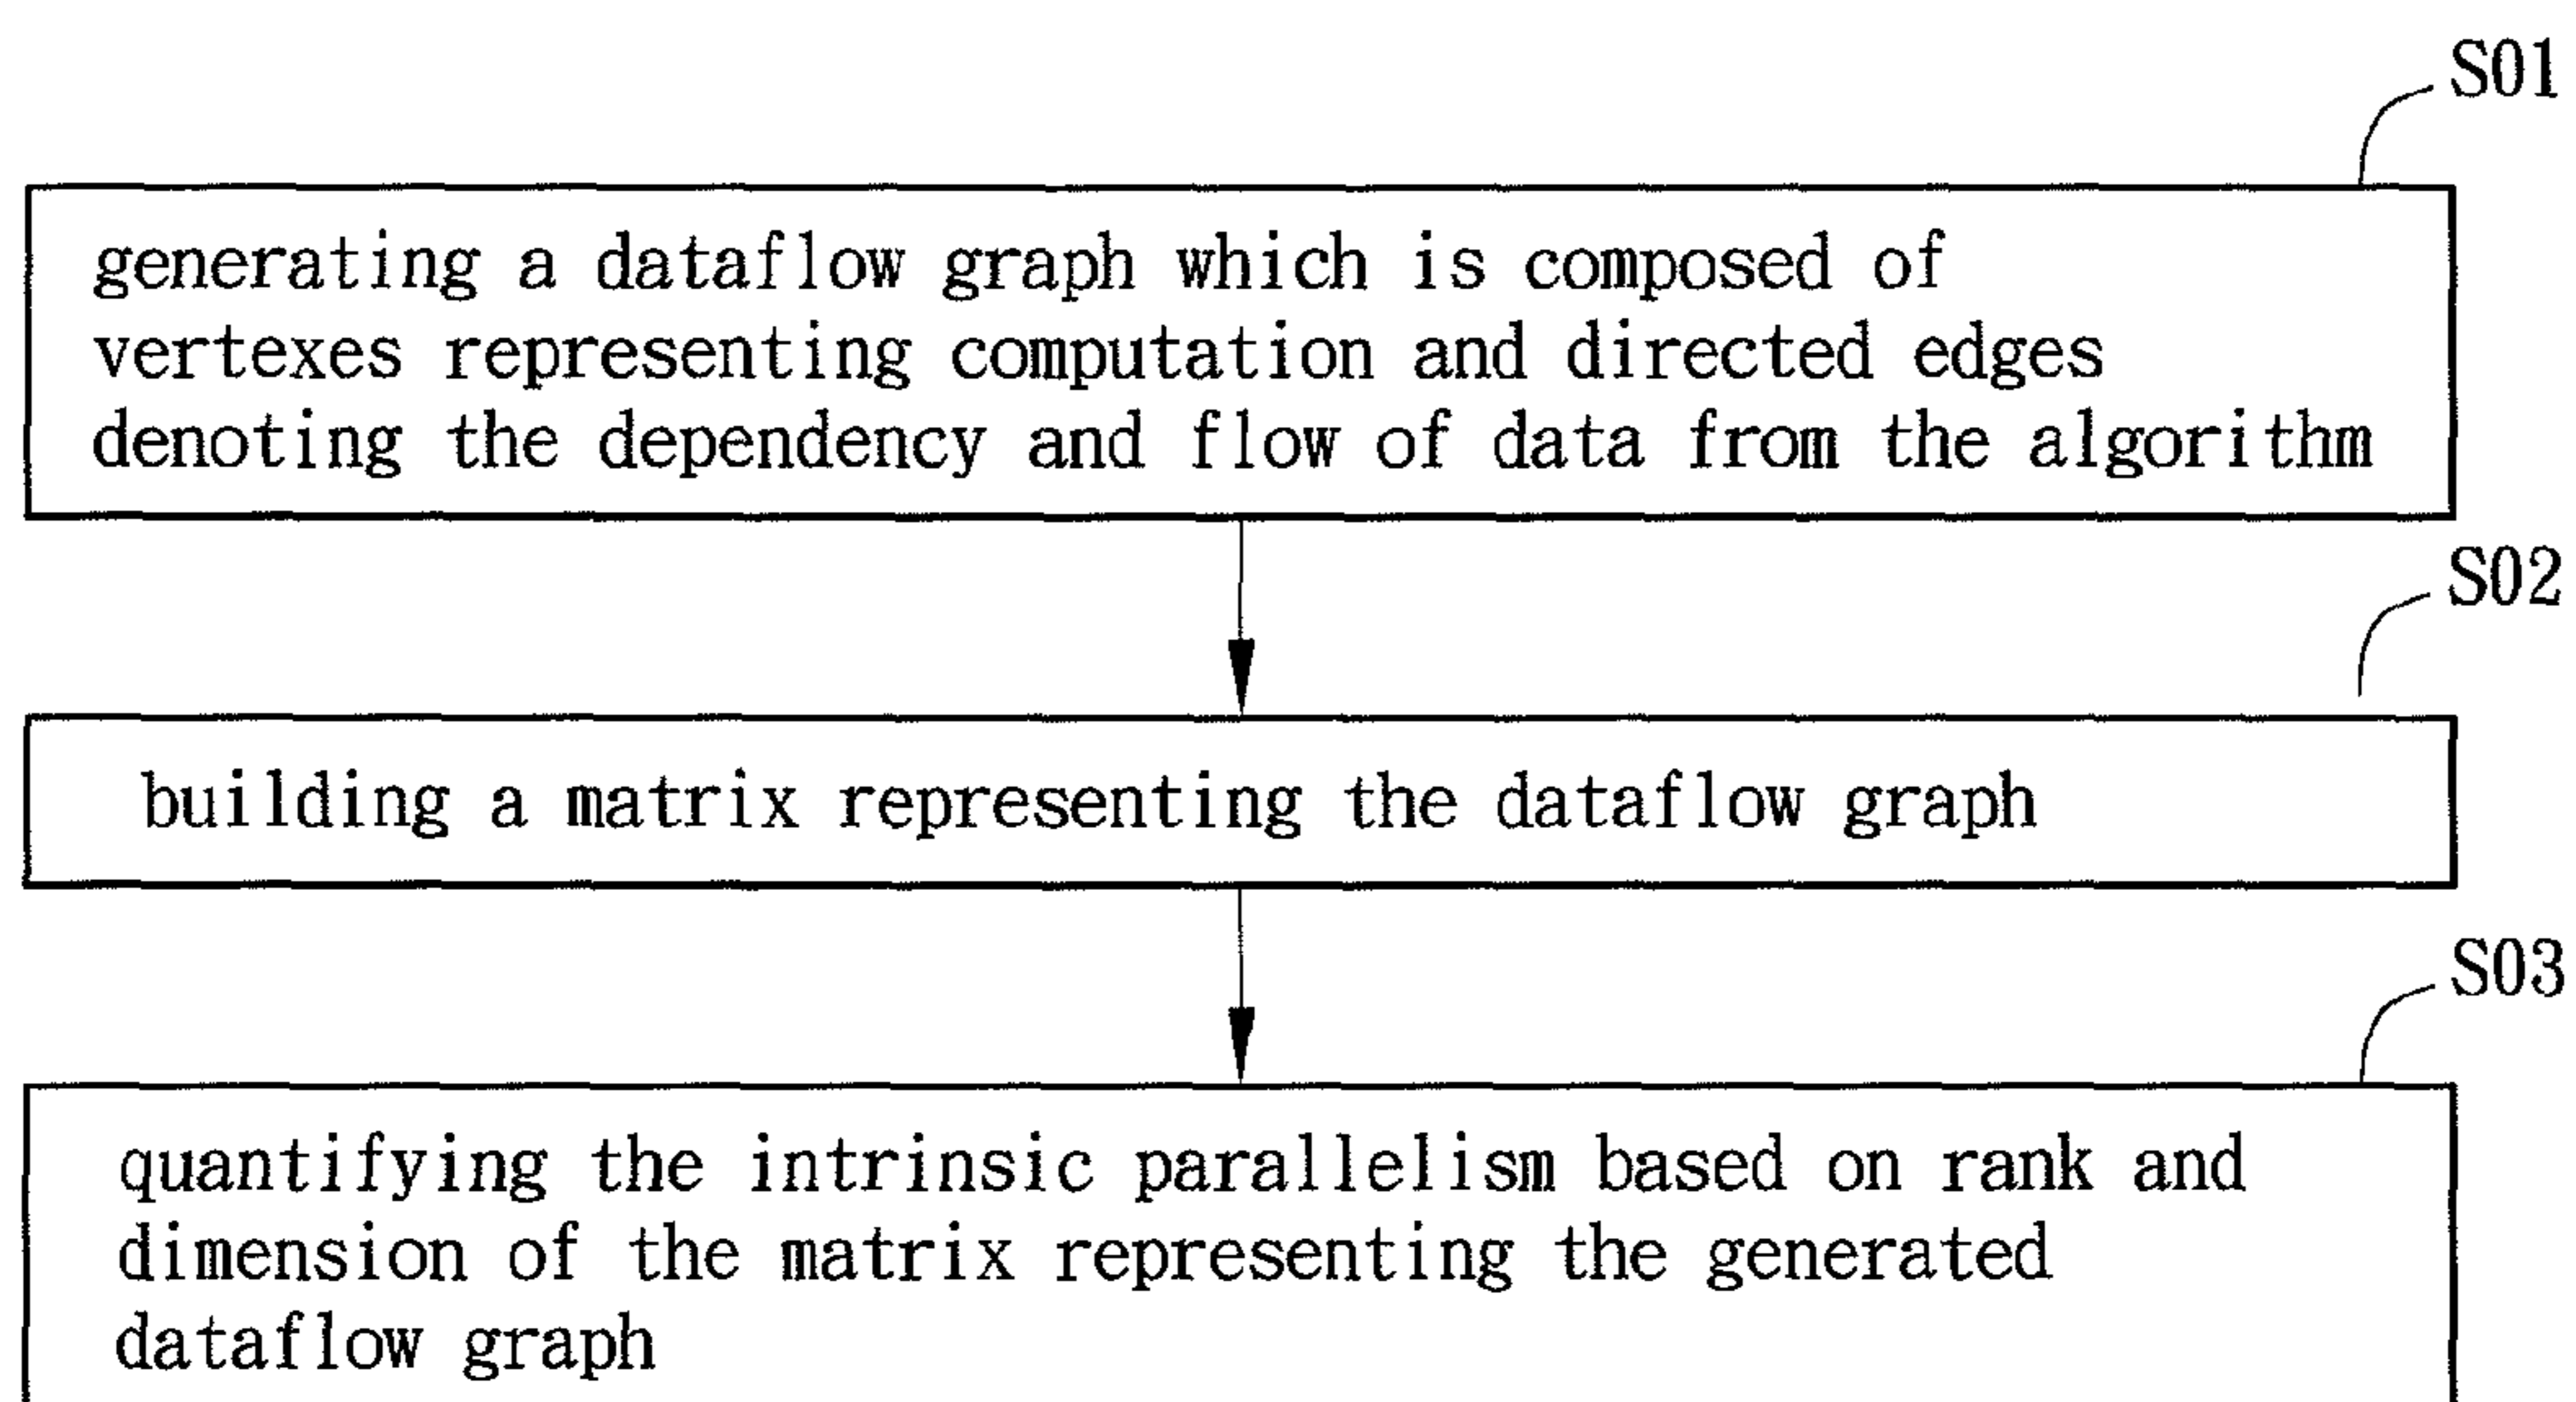 S01
generating a dataflow graph which is composed of
vertexes representing computation and directed edges
denoting the dependency and flow of data from the algorithm
S02
building a matrix representing the dataflow graph
S03
quantifying the intrinsic parallelism based on rank and
dimension of the matrix representing the generated
dataflow graph